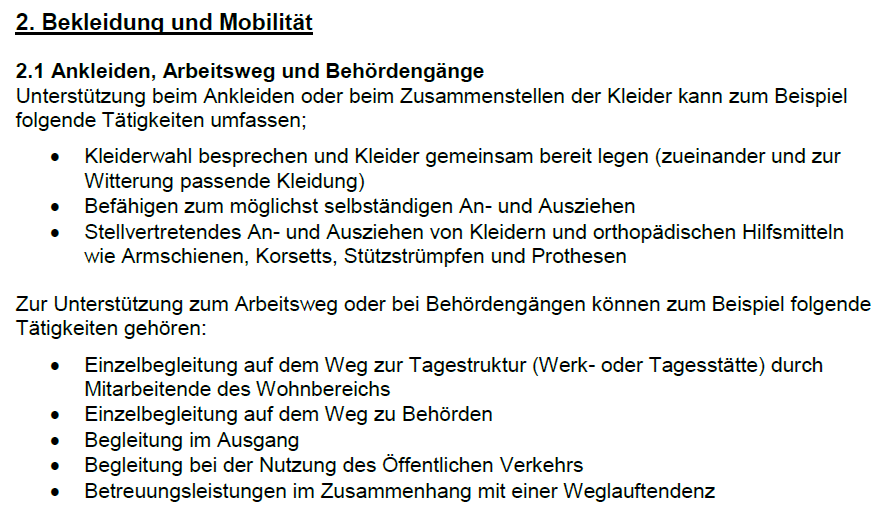 2. Bekleidung und Mobilität
2.1 Ankleiden, Arbeitsweg und Behördengänge
Unterstützung beim Ankleiden oder beim Zusammenstellen der Kleider kann zum Beispiel
folgende Tätigkeiten umfassen;
• Kleiderwahl besprechen und Kleider gemeinsam bereit legen (zueinander und zur
Witterung passende Kleidung)
• Befähigen zum möglichst selbständigen An- und Ausziehen
• Stellvertretendes An- und Ausziehen von Kleidern und orthopädischen Hilfsmitteln
wie Armschienen, Korsetts, Stützstrümpfen und Prothesen
Zur Unterstützung zum Arbeitsweg oder bei Behördengängen können zum Beispiel folgende
Tätigkeiten gehören:
• Einzelbegleitung auf dem Weg zur Tagestruktur (Werk- oder Tagesstätte) durch
Mitarbeitende des Wohnbereichs
• Einzelbegleitung auf dem Weg zu Behörden
• Begleitung im Ausgang
• Begleitung bei der Nutzung des Öffentlichen Verkehrs
• Betreuungsleistungen im Zusammenhang mit einer Weglauftendenz